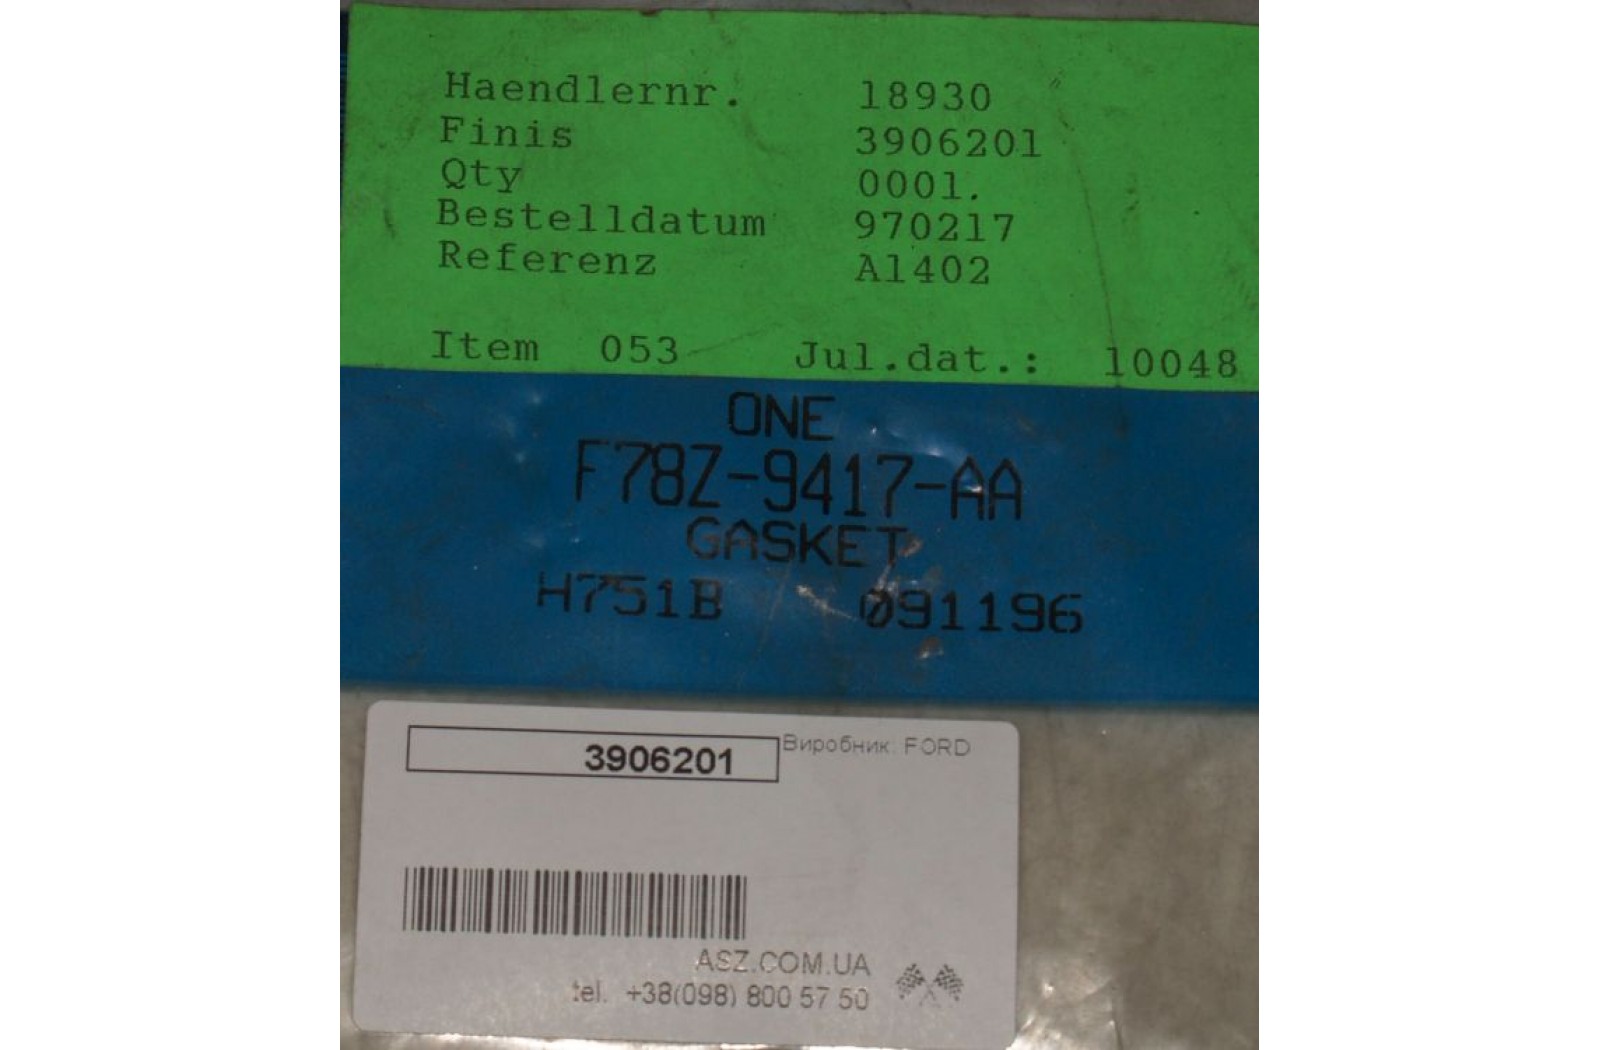 Haendlernr. 18930
Finis 3906201
Qty 0001.
Bestelldatum 970217
Referenz A1402
Item 053 Jul.dat.: 10048
ONE
F78Z-9417-AA
GASKET
H751B 091196
3906201 Виробник: FORD
ASZ.COM.UA
tel. +38(098) 800 57 50